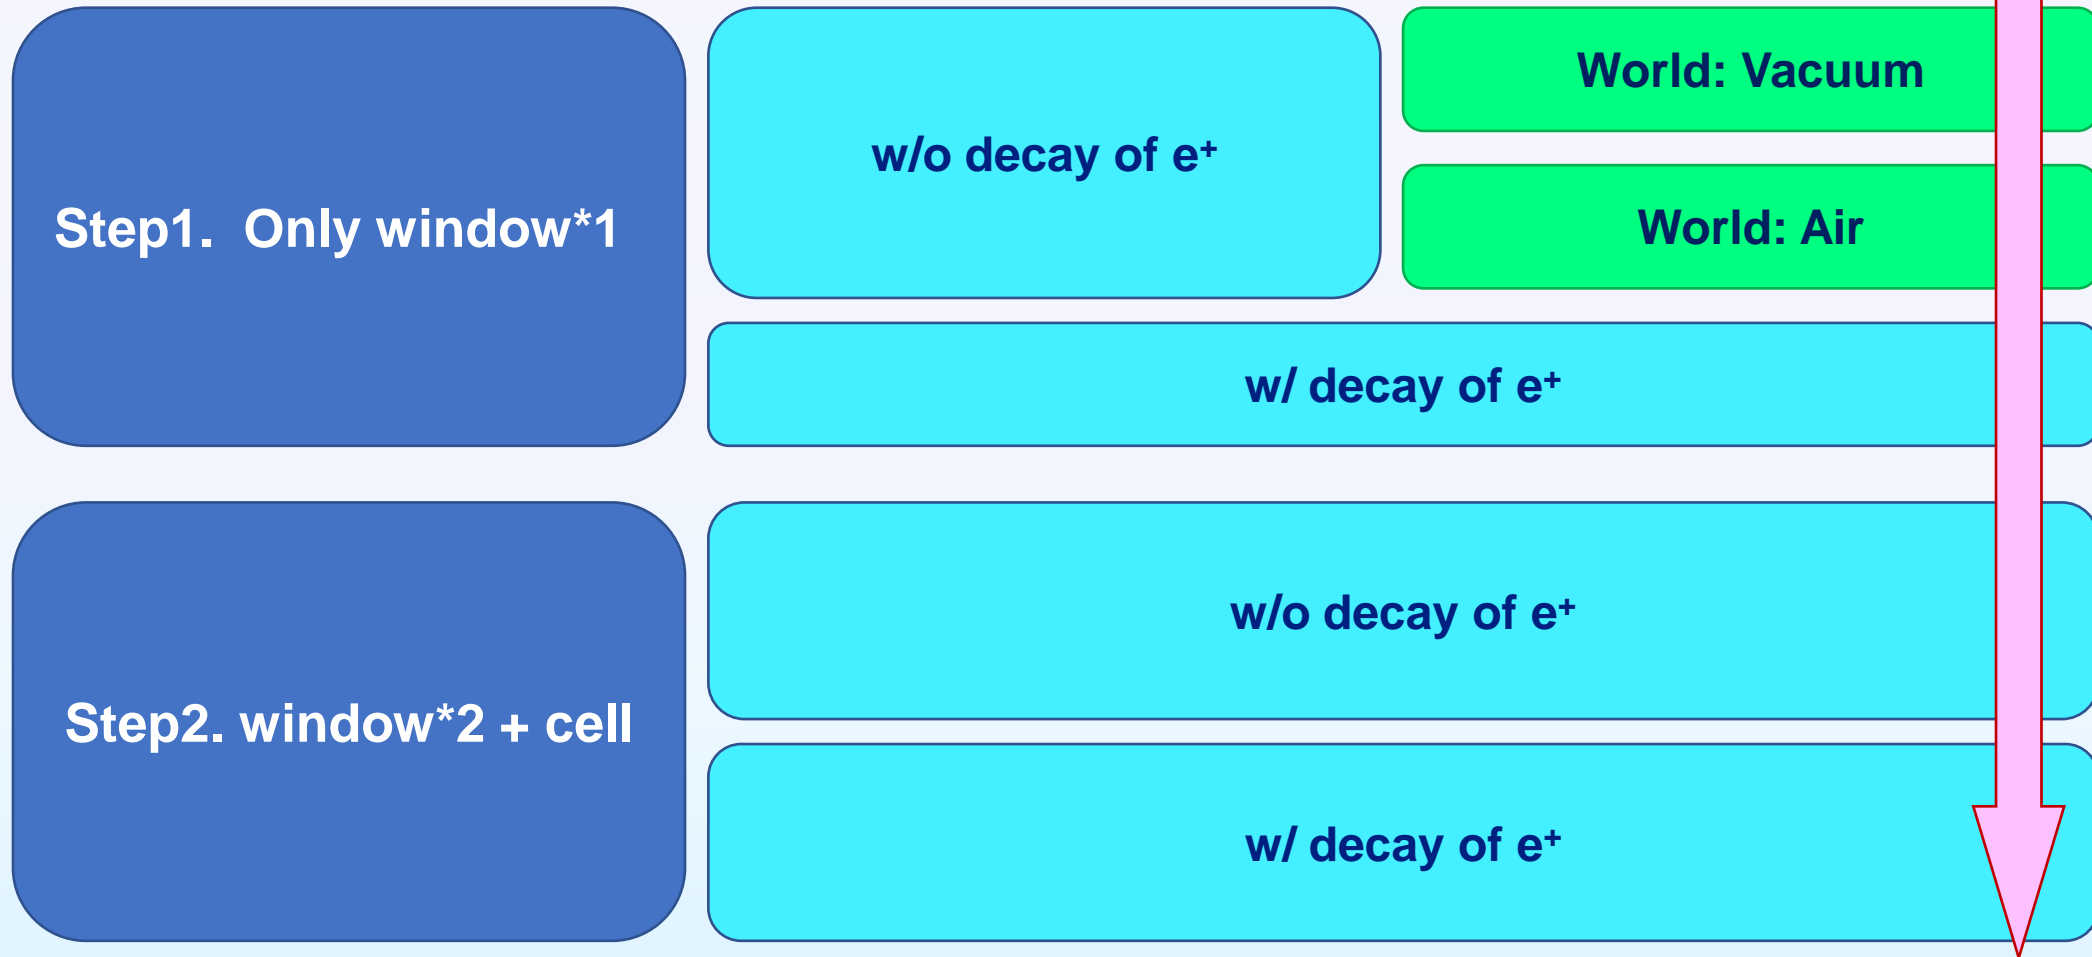 Step1.  Only window*1
w/o decay of e⁺
World: Vacuum
World: Air
w/ decay of e⁺
Step2. window*2 + cell
w/o decay of e⁺
w/ decay of e⁺